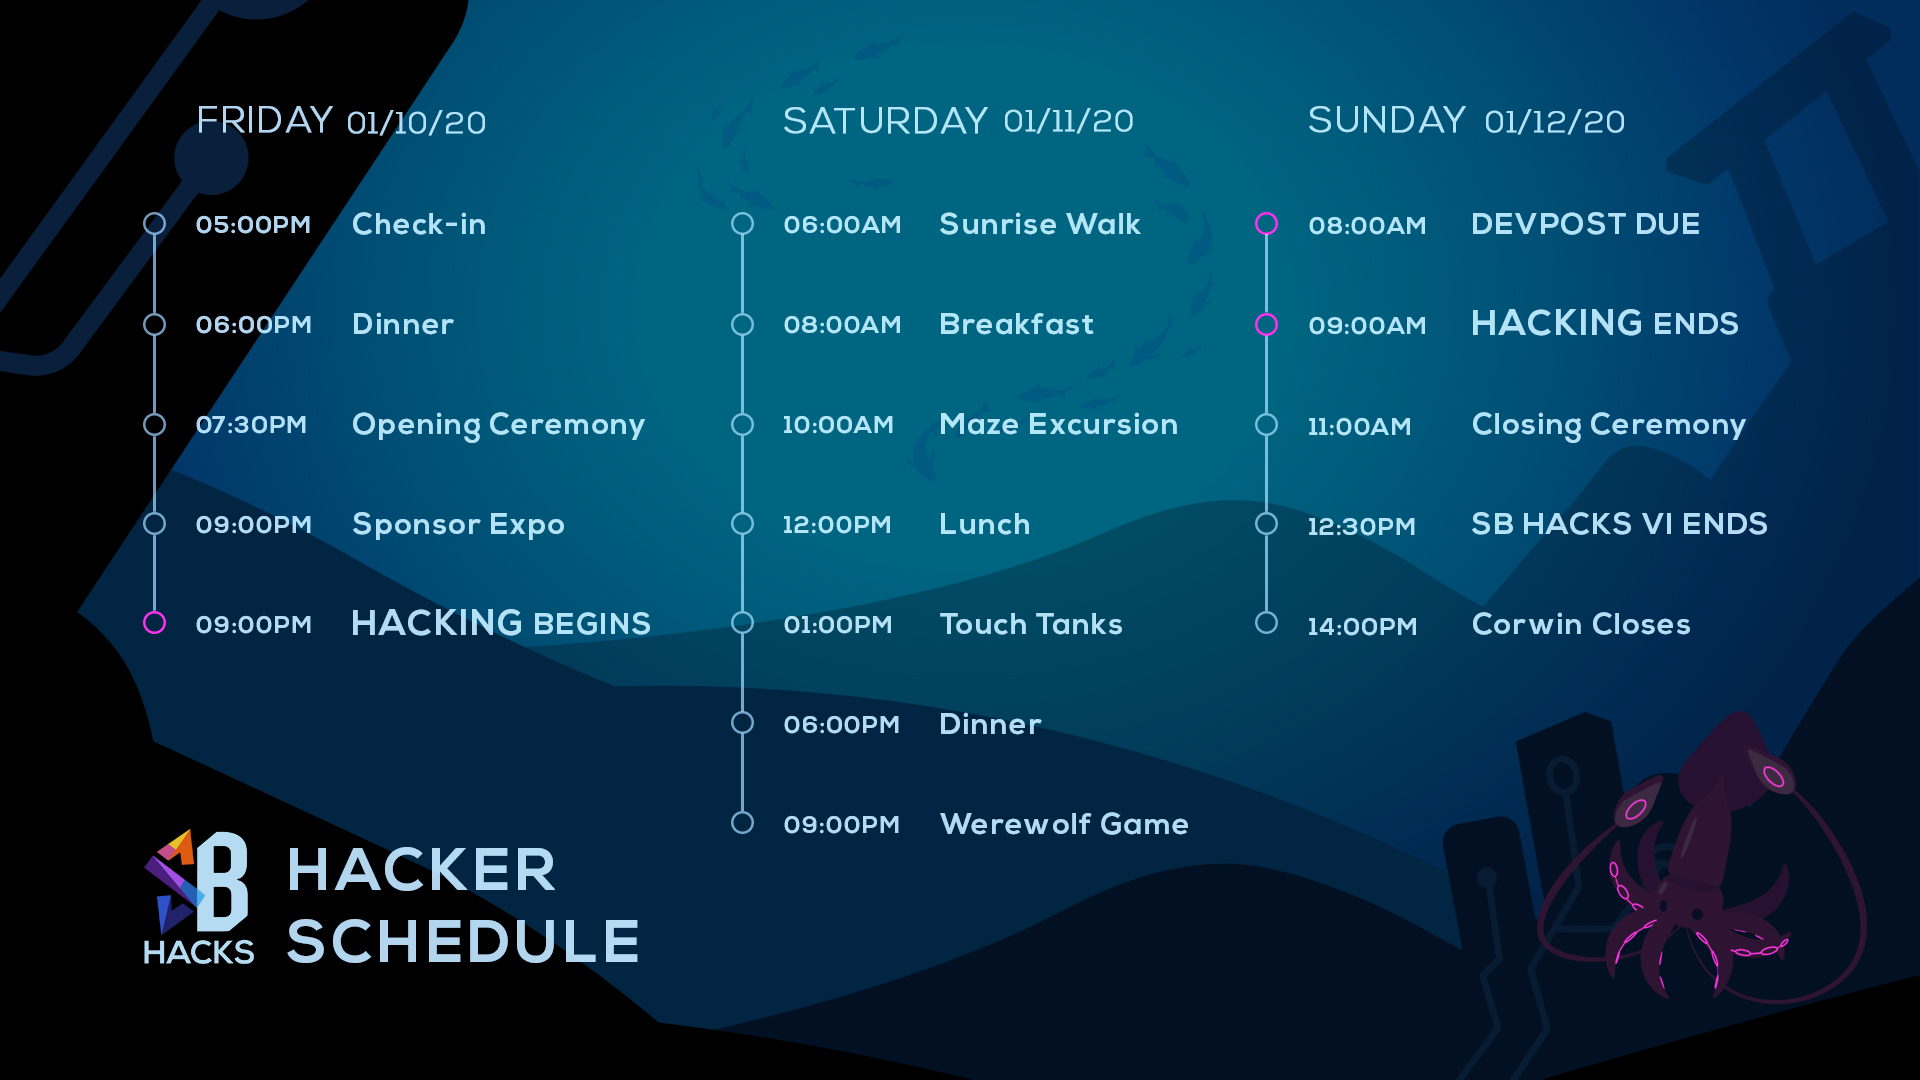 FRIDAY 01/10/20
05:00PM Check-in
06:00PM Dinner
07:30PM Opening Ceremony
09:00PM Sponsor Expo
09:00PM HACKING BEGINS
SATURDAY 01/11/20
06:00AM Sunrise Walk
08:00AM Breakfast
10:00AM Maze Excursion
12:00PM Lunch
01:00PM Touch Tanks
06:00PM Dinner
09:00PM Werewolf Game
SUNDAY 01/12/20
08:00AM DEVPOST DUE
09:00AM HACKING ENDS
11:00AM Closing Ceremony
12:30PM SB HACKS VI ENDS
14:00PM Corwin Closes
SB
HACKS
HACKER
SCHEDULE